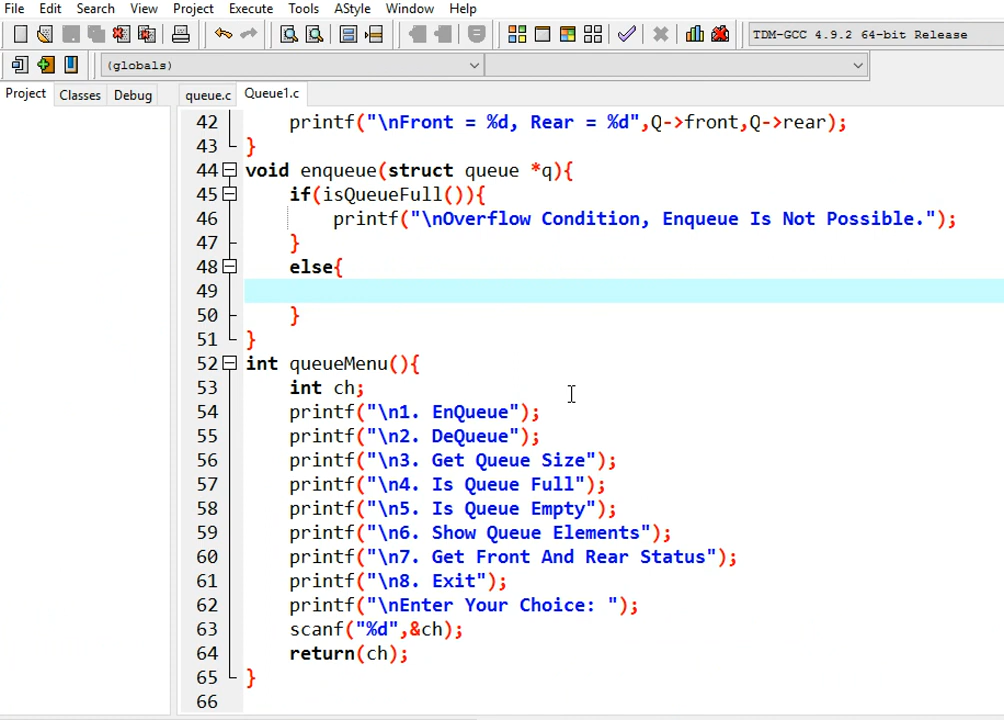 File Edit Search View Project Execute Tools AStyle Window Help
TDM-GCC 4.9.2 64-bit Release
(globals)
Project Classes Debug queue.c Queue1.c
42 printf("\nFront = %d, Rear = %d",Q->front,Q->rear);
43 }
44 void enqueue(struct queue *q){
45 if(isQueueFull()){
46 printf("\nOverflow Condition, Enqueue Is Not Possible.");
47 }
48 else{
49
50 }
51 }
52 int queueMenu(){
53 int ch;
54 printf("\n1. EnQueue");
55 printf("\n2. DeQueue");
56 printf("\n3. Get Queue Size");
57 printf("\n4. Is Queue Full");
58 printf("\n5. Is Queue Empty");
59 printf("\n6. Show Queue Elements");
60 printf("\n7. Get Front And Rear Status");
61 printf("\n8. Exit");
62 printf("\nEnter Your Choice: ");
63 scanf("%d",&ch);
64 return(ch);
65 }
66